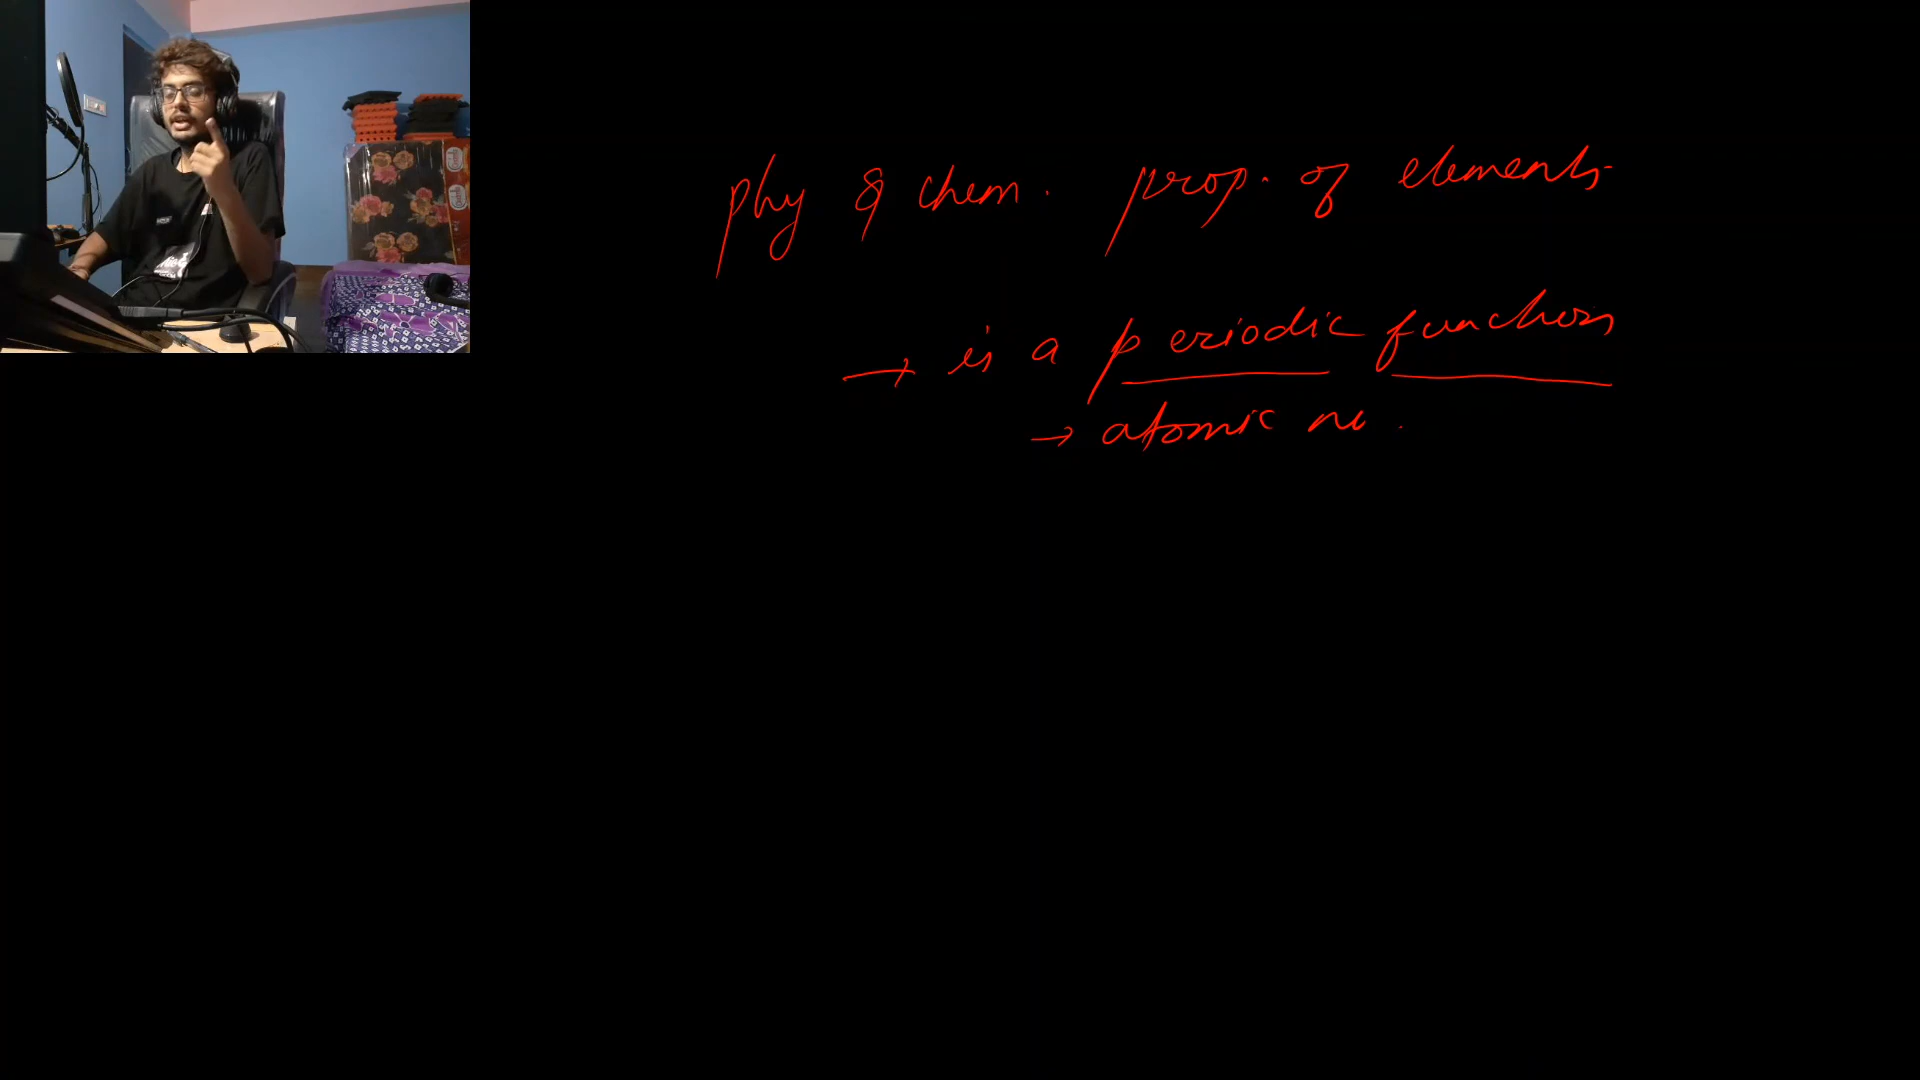 phy & chem. prop. of elements
→ is a periodic function
→ atomic no.